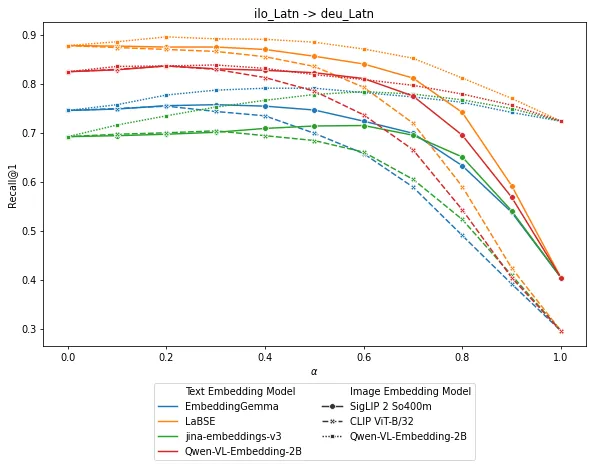 ilo_Latn -> deu_Latn
0.9
0.8
0.7
0.6
0.5
0.4
0.3
Recall@1
0.0 0.2 0.4 0.6 0.8 1.0
α
Text Embedding Model Image Embedding Model
EmbeddingGemma SigLIP 2 So400m
LaBSE CLIP ViT-B/32
jina-embeddings-v3 Qwen-VL-Embedding-2B
Qwen-VL-Embedding-2B